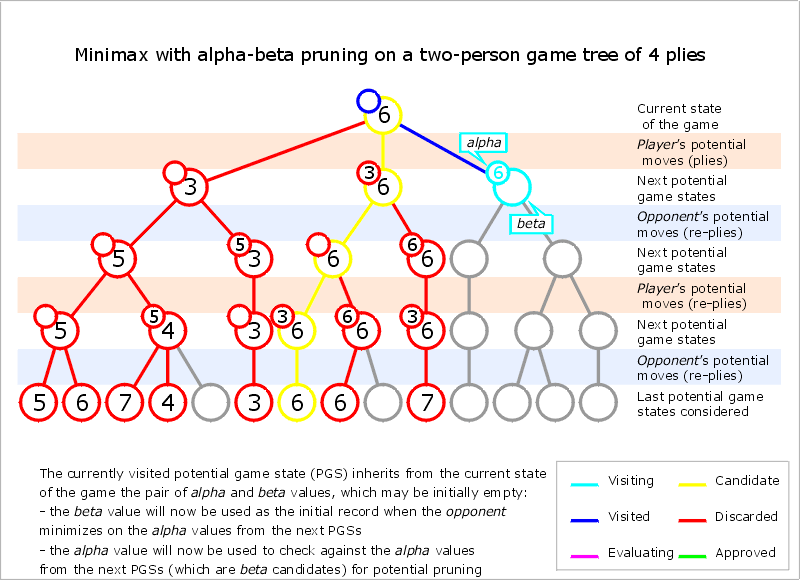 Minimax with alpha-beta pruning on a two-person game tree of 4 plies
6
Current state
of the game
alpha
Player's potential
moves (plies)
3
3
6
6
Next potential
game states
beta
Opponent's potential
moves (re-plies)
5
5
3
6
6
6
Next potential
game states
Player's potential
moves (re-plies)
5
5
4
3
3
6
6
6
3
6
Next potential
game states
Opponent's potential
moves (re-plies)
5
6
7
4
3
6
6
7
Last potential game
states considered
The currently visited potential game state (PGS) inherits from the current state
of the game the pair of alpha and beta values, which may be initially empty:
- the beta value will now be used as the initial record when the opponent
minimizes on the alpha values from the next PGSs
- the alpha value will now be used to check against the alpha values
from the next PGSs (which are beta candidates) for potential pruning
Visiting
Candidate
Visited
Discarded
Evaluating
Approved